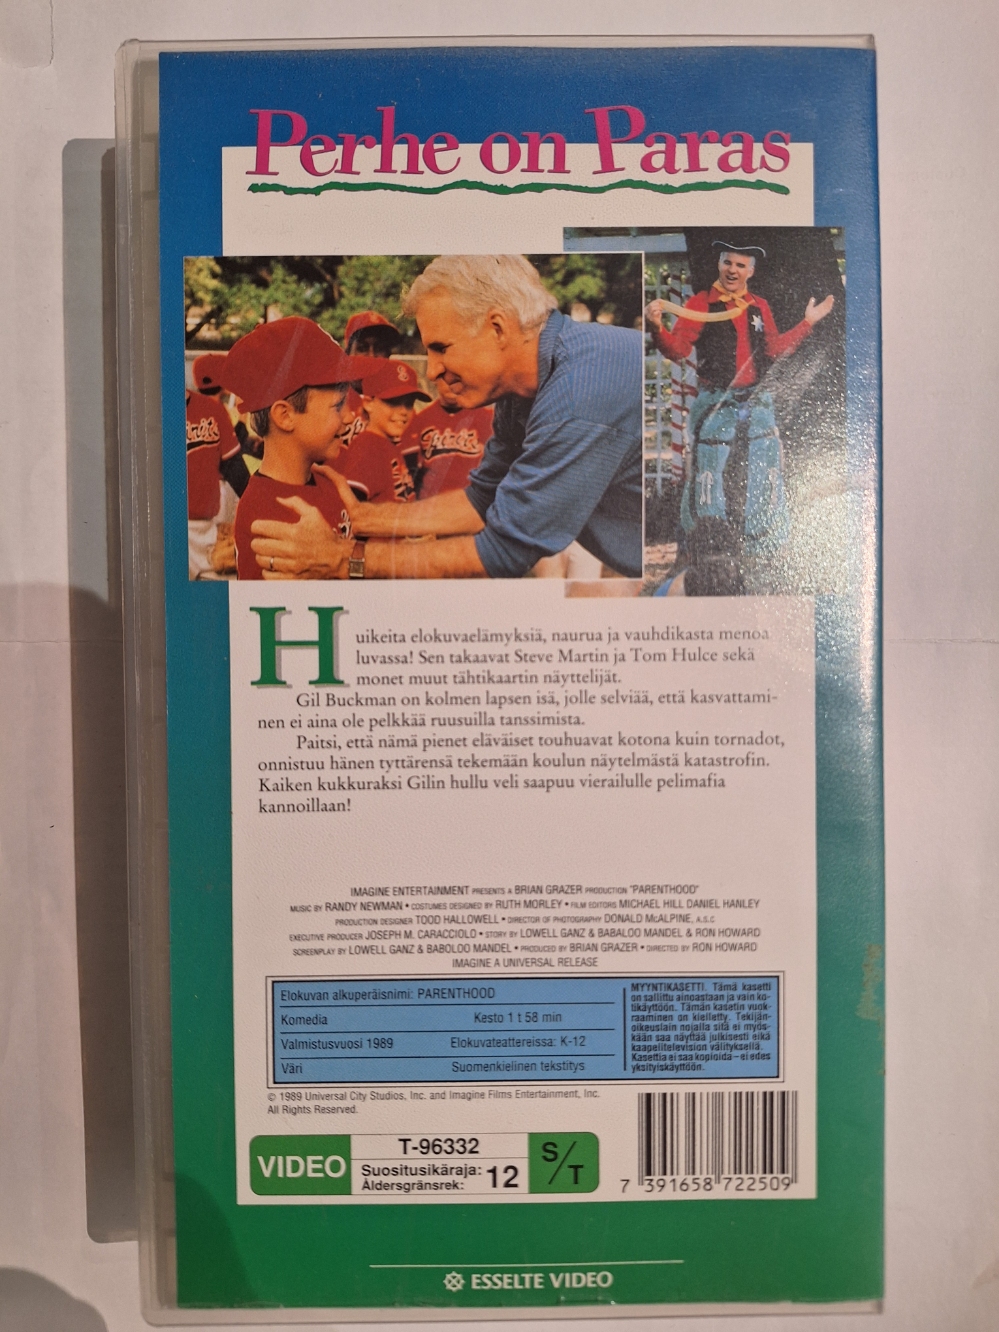 Perhe on Paras
Huikeita elokuvaelämyksiä, naurua ja vauhdikasta menoa
luvassa! Sen takaavat Steve Martin ja Tom Hulce sekä
monet muut tähtikaartin näyttelijät.
Gil Buckman on kolmen lapsen isä, jolle selviää, että kasvattami-
nen ei aina ole pelkkää ruusuilla tanssimista.
Paitsi, että nämä pienet eläväiset touhuavat kotona kuin tornadot,
onnistuu hänen tyttärensä tekemään koulun näytelmästä katastrofin.
Kaiken kukkuraksi Gilin hullu veli saapuu vierailulle pelimafia
kannoillaan!
IMAGINE ENTERTAINMENT PRESENTS A BRIAN GRAZER PRODUCTION "PARENTHOOD"
MUSIC BY RANDY NEWMAN • COSTUMES DESIGNED BY RUTH MORLEY • FILM EDITORS MICHAEL HILL DANIEL HANLEY
PRODUCTION DESIGNER TODD HALLOWELL • DIRECTOR OF PHOTOGRAPHY DONALD McALPINE, A.S.C
EXECUTIVE PRODUCER JOSEPH M. CARACCIOLO • STORY BY LOWELL GANZ & BABALOO MANDEL & RON HOWARD
SCREENPLAY BY LOWELL GANZ & BABOLOO MANDEL • PRODUCED BY BRIAN GRAZER • DIRECTED BY RON HOWARD
IMAGINE A UNIVERSAL RELEASE
Elokuvan alkuperäisnimi: PARENTHOOD
Komedia Kesto 1 t 58 min
Valmistusvuosi 1989 Elokuvateattereissa: K-12
Väri Suomenkielinen tekstitys
MYYNTIKASETTI. Tämä kasetti
on sallittu ainoastaan ja vain ko-
tikäyttöön. Tämän kasetin vuok-
raaminen on kielletty. Tekijän-
oikeuslain nojalla sitä ei myös-
kään saa näyttää julkisesti eikä
kaapelitelevision välityksellä.
Kasettia ei saa kopioida – ei edes
yksityiskäyttöön.
© 1989 Universal City Studios, Inc. and Imagine Films Entertainment, Inc.
All Rights Reserved.
VIDEO
T-96332
Suositusikäraja: 12
Åldersgränsrek:
S/T
7 391658 722509
ESSELTE VIDEO